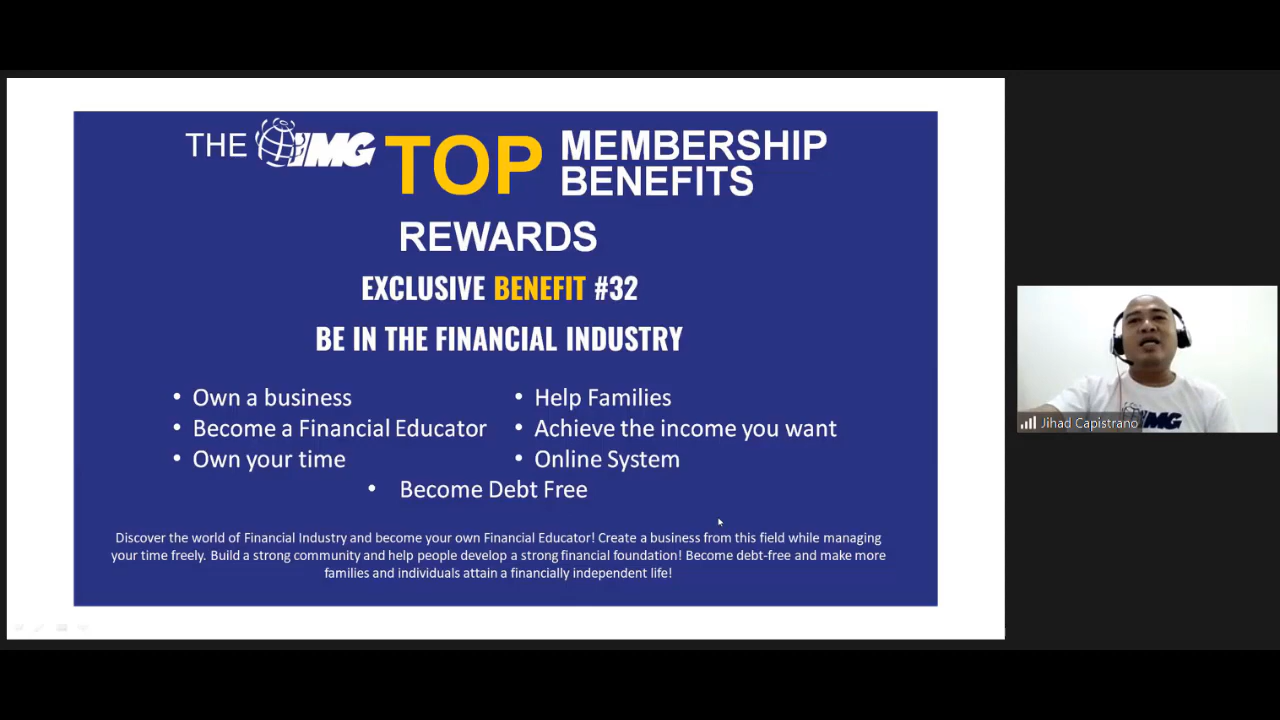 THE IMG TOP MEMBERSHIP BENEFITS
REWARDS
EXCLUSIVE BENEFIT #32
BE IN THE FINANCIAL INDUSTRY
• Own a business
• Become a Financial Educator
• Own your time
• Help Families
• Achieve the income you want
• Online System
• Become Debt Free
Discover the world of Financial Industry and become your own Financial Educator! Create a business from this field while managing
your time freely. Build a strong community and help people develop a strong financial foundation! Become debt-free and make more
families and individuals attain a financially independent life!
IMG
Jihad Capistrano